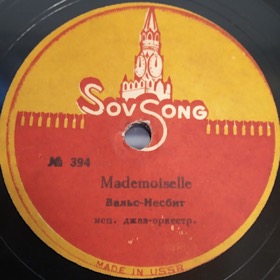 SovSong
№ 394
Mademoiselle
Вальс-Несбит
исп. джаз-оркестр.
MADE IN USSR